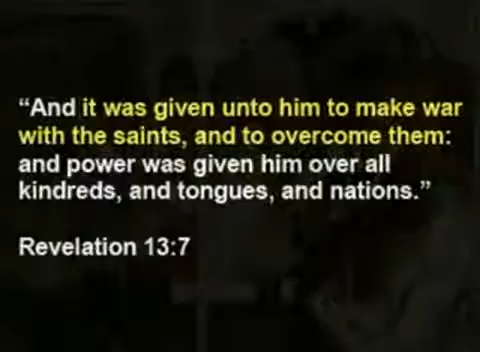 “And it was given unto him to make war
with the saints, and to overcome them:
and power was given him over all
kindreds, and tongues, and nations.”
Revelation 13:7